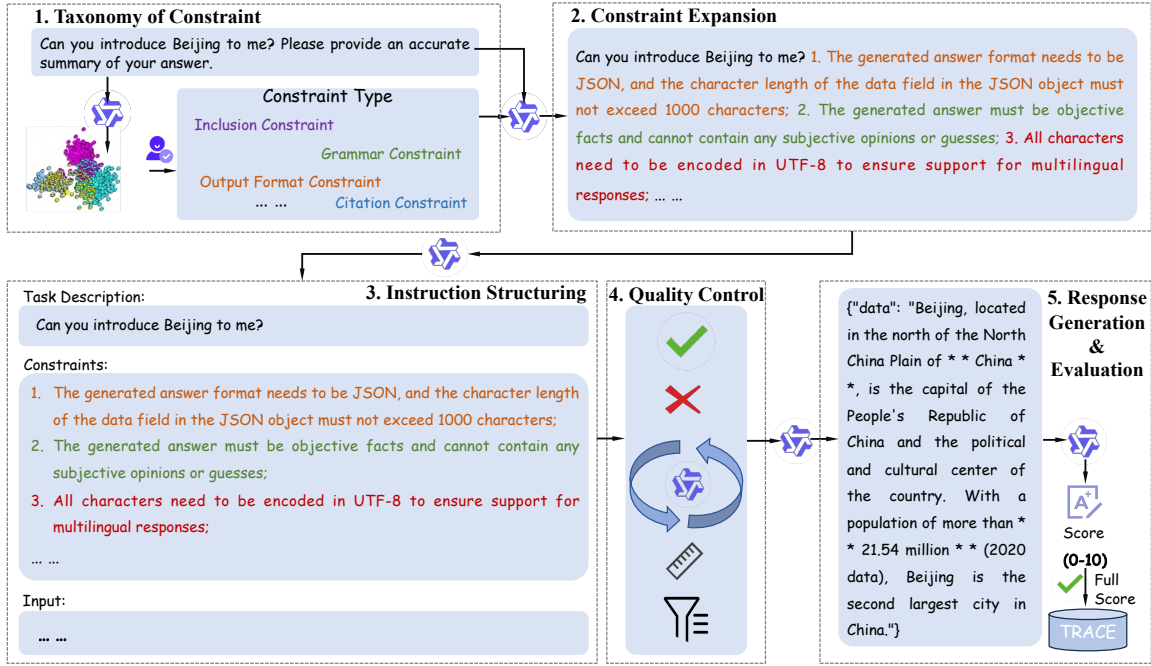 1. Taxonomy of Constraint
Can you introduce Beijing to me? Please provide an accurate
summary of your answer.
Constraint Type
Inclusion Constraint
Grammar Constraint
Output Format Constraint
... ...
Citation Constraint
2. Constraint Expansion
Can you introduce Beijing to me? 1. The generated answer format needs to be
JSON, and the character length of the data field in the JSON object must
not exceed 1000 characters; 2. The generated answer must be objective
facts and cannot contain any subjective opinions or guesses; 3. All characters
need to be encoded in UTF-8 to ensure support for multilingual
responses; ... ...
3. Instruction Structuring
Task Description:
Can you introduce Beijing to me?
Constraints:
1. The generated answer format needs to be JSON, and the character length
of the data field in the JSON object must not exceed 1000 characters;
2. The generated answer must be objective facts and cannot contain any
subjective opinions or guesses;
3. All characters need to be encoded in UTF-8 to ensure support for
multilingual responses;
... ...
Input:
... ...
4. Quality Control
5. Response
Generation
&
Evaluation
{"data": "Beijing, located
in the north of the North
China Plain of * * China *
*, is the capital of the
People's Republic of
China and the political
and cultural center of
the country. With a
population of more than *
* 21.54 million * * (2020
data), Beijing is the
second largest city in
China."}
A+
Score
(0-10)
Full
Score
TRACE